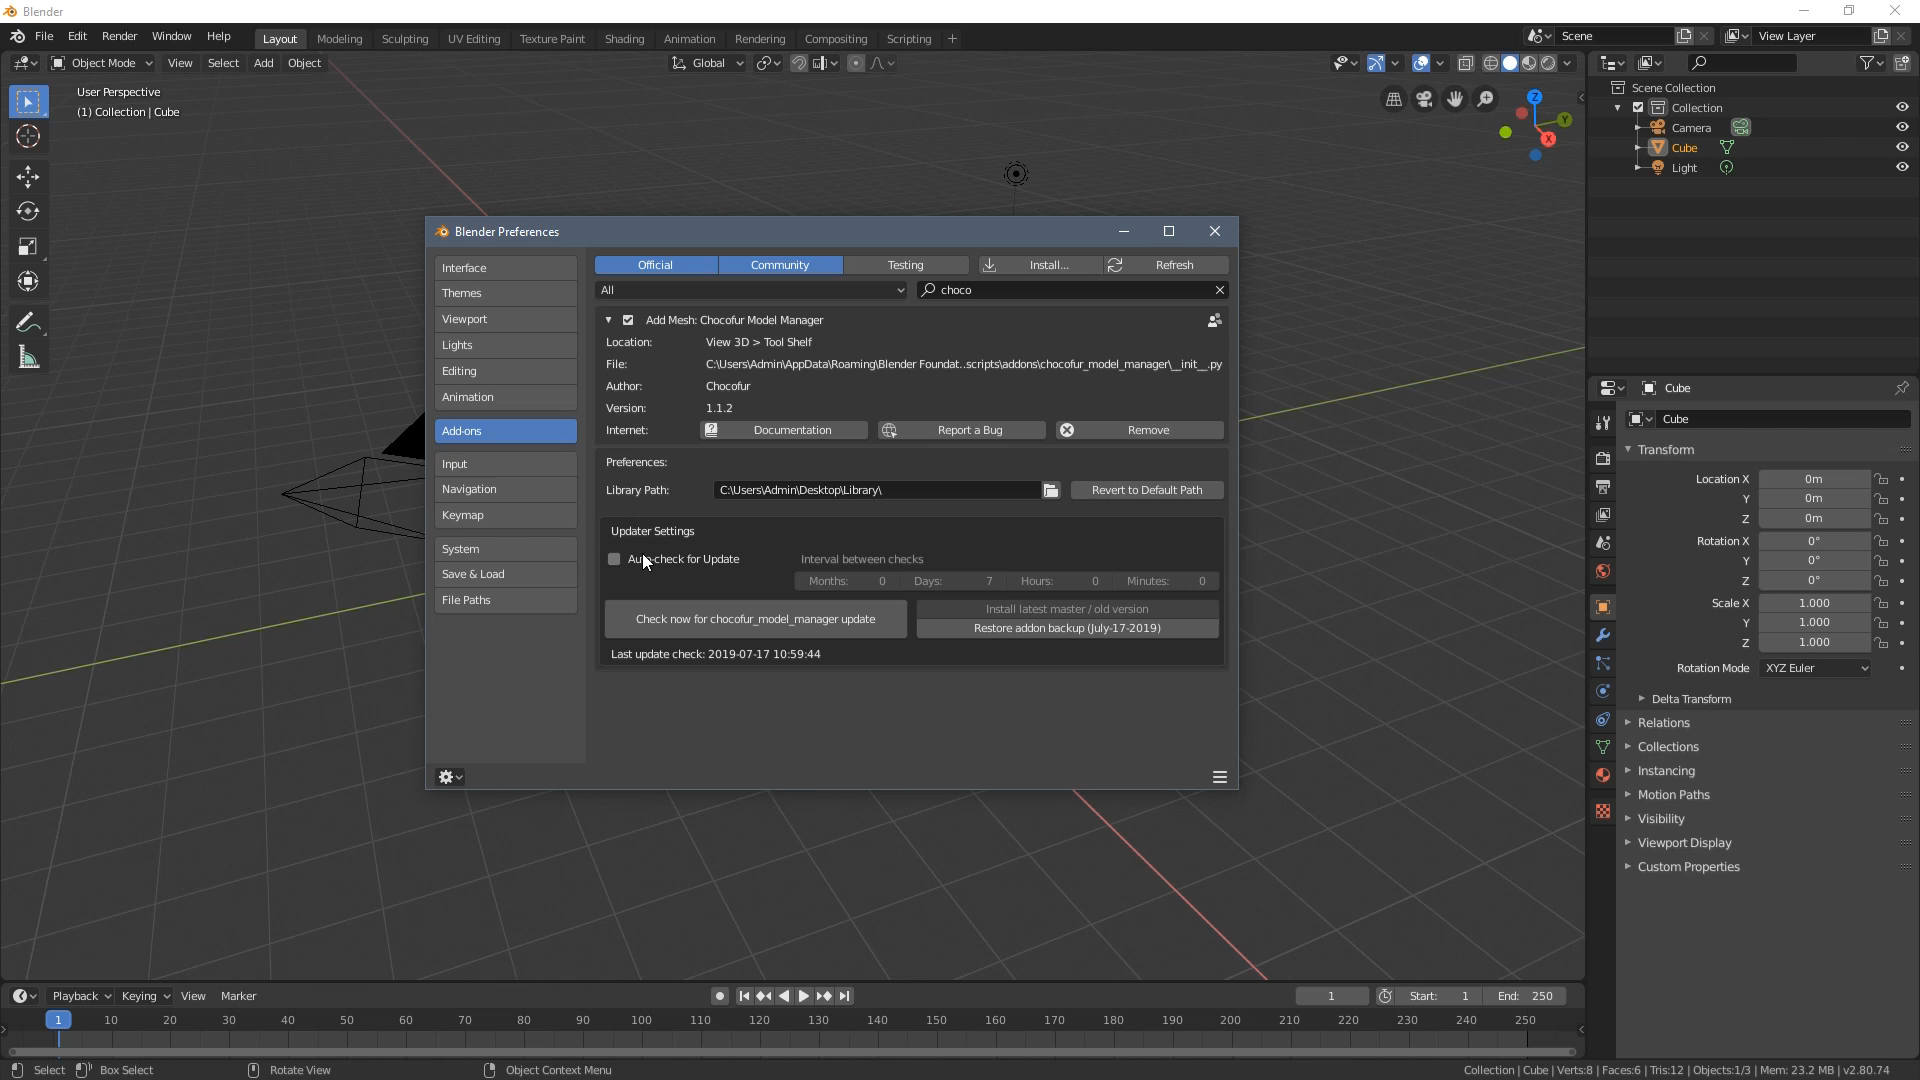 Blender
File Edit Render Window Help Layout Modeling Sculpting UV Editing Texture Paint Shading Animation Rendering Compositing Scripting + Scene View Layer
Object Mode View Select Add Object Global
User Perspective
(1) Collection | Cube
Z
Y
X
Scene Collection
Collection
Camera
Cube
Light
Blender Preferences
Interface
Themes
Viewport
Lights
Editing
Animation
Add-ons
Input
Navigation
Keymap
System
Save & Load
File Paths
Official Community Testing Install... Refresh
All choco
Add Mesh: Chocofur Model Manager
Location: View 3D > Tool Shelf
File: C:\Users\Admin\AppData\Roaming\Blender Foundat..scripts\addons\chocofur_model_manager\__init__.py
Author: Chocofur
Version: 1.1.2
Internet: Documentation Report a Bug Remove
Preferences:
Library Path: C:\Users\Admin\Desktop\Library\ Revert to Default Path
Updater Settings
Auto-check for Update Interval between checks
Months: 0 Days: 7 Hours: 0 Minutes: 0
Check now for chocofur_model_manager update
Install latest master / old version
Restore addon backup (July-17-2019)
Last update check: 2019-07-17 10:59:44
Cube
Cube
Transform
Location X 0m
Y 0m
Z 0m
Rotation X 0°
Y 0°
Z 0°
Scale X 1.000
Y 1.000
Z 1.000
Rotation Mode XYZ Euler
Delta Transform
Relations
Collections
Instancing
Motion Paths
Visibility
Viewport Display
Custom Properties
Playback Keying View Marker 1 Start: 1 End: 250
1 10 20 30 40 50 60 70 80 90 100 110 120 130 140 150 160 170 180 190 200 210 220 230 240 250
Select Box Select Rotate View Object Context Menu Collection | Cube | Verts:8 | Faces:6 | Tris:12 | Objects:1/3 | Mem: 23.2 MB | v2.80.74